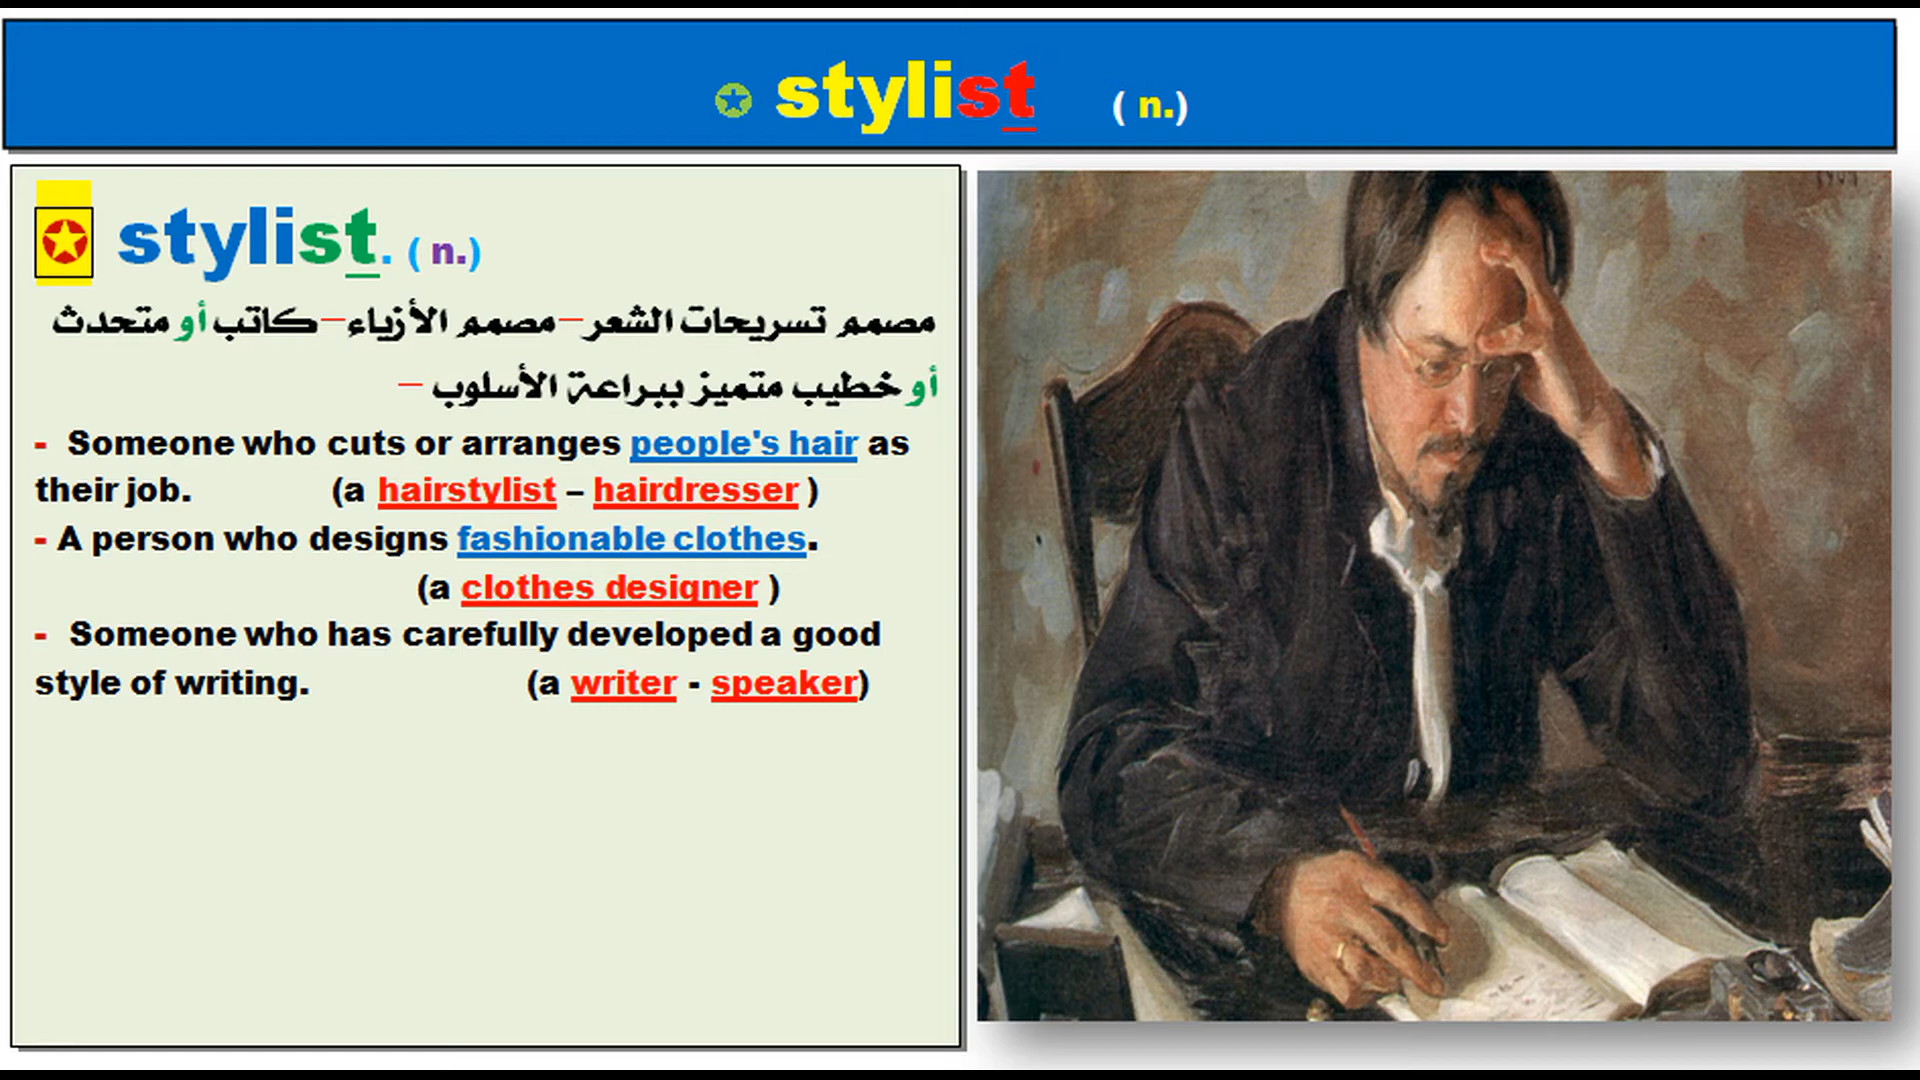 stylist ( n.)
stylist. ( n.)
مصمم تسريحات الشعر – مصمم الأزياء – كاتب أو متحدث
أو خطيب متميز ببراعة الأسلوب –
- Someone who cuts or arranges people's hair as
their job. (a hairstylist – hairdresser )
- A person who designs fashionable clothes.
(a clothes designer )
- Someone who has carefully developed a good
style of writing. (a writer - speaker)